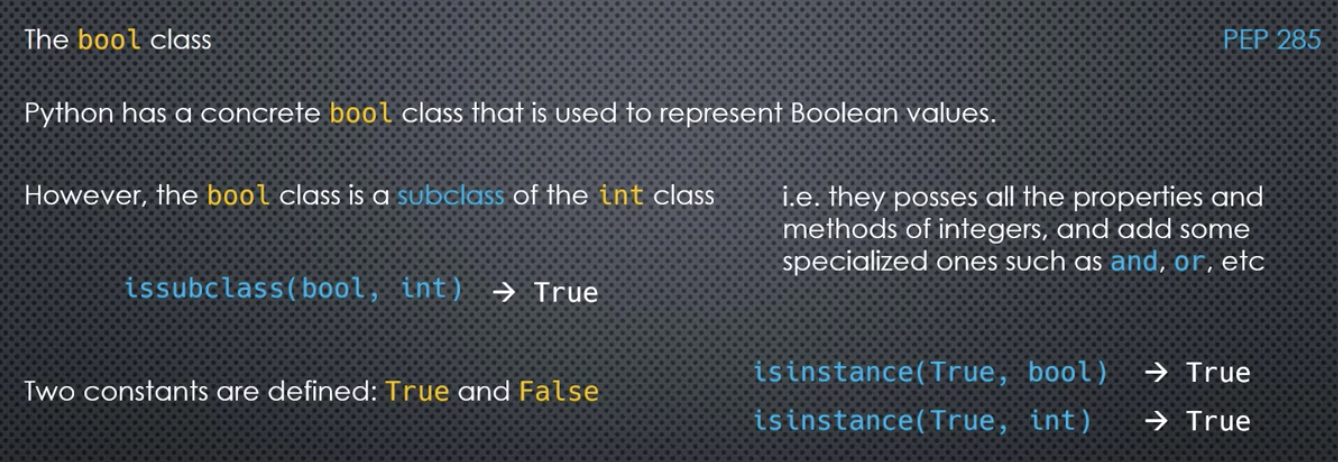 The bool class
PEP 285
Python has a concrete bool class that is used to represent Boolean values.
However, the bool class is a subclass of the int class
i.e. they posses all the properties and
methods of integers, and add some
specialized ones such as and, or, etc
issubclass(bool, int) → True
Two constants are defined: True and False
isinstance(True, bool) → True
isinstance(True, int) → True